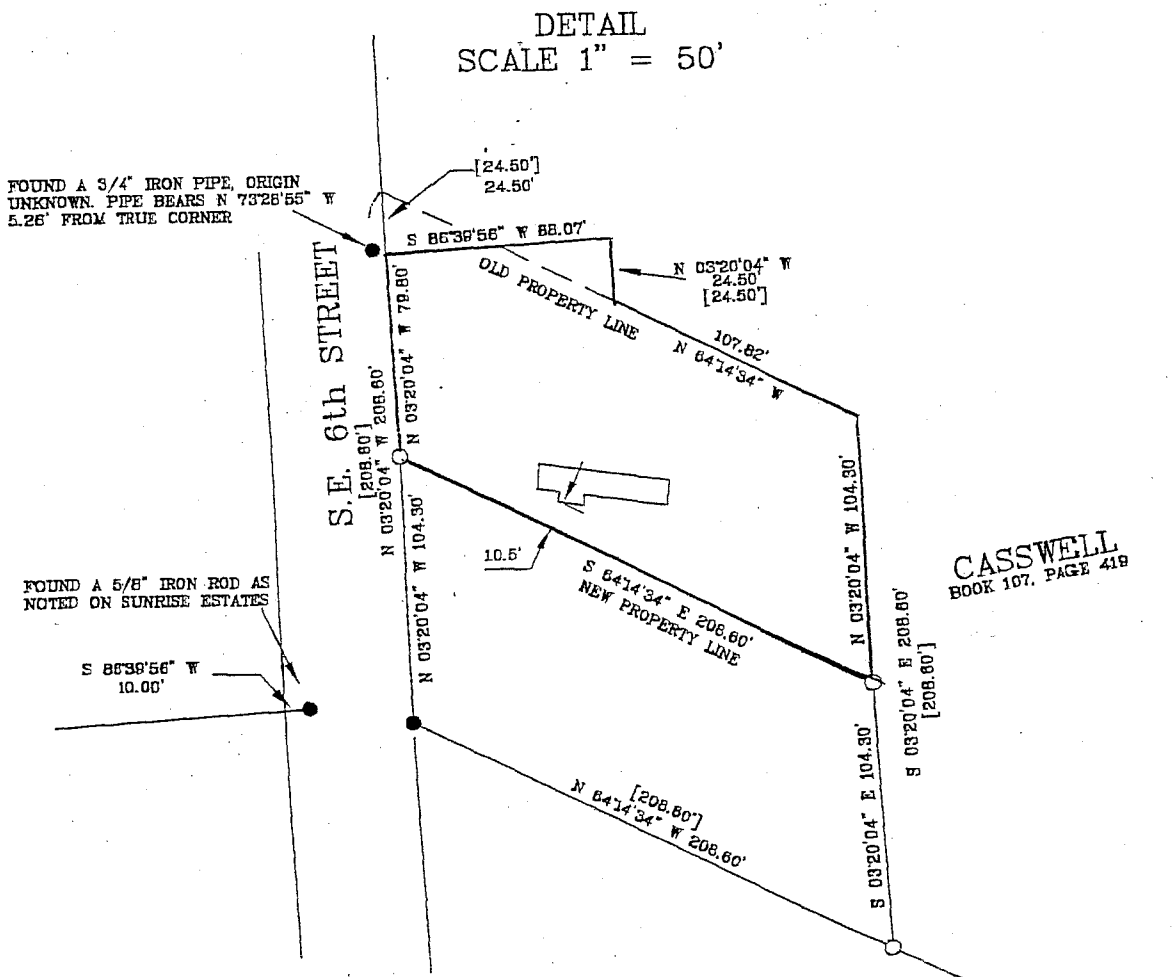 DETAIL
SCALE 1" = 50'
[24.50']
24.50'
FOUND A 3/4" IRON PIPE, ORIGIN
UNKNOWN. PIPE BEARS N 73°28'55" W
5.26' FROM TRUE CORNER
S 86°39'56" W 88.07'
N 03°20'04" W
24.50'
[24.50']
OLD PROPERTY LINE
107.82'
N 64°14'34" W
S.E. 6th STREET
N 03°20'04" W 79.80'
[208.60']
N 03°20'04" W 208.60'
N 03°20'04" W 104.30'
10.5'
S 64°14'34" E 208.60'
NEW PROPERTY LINE
N 03°20'04" W 104.30'
CASSWELL
BOOK 107, PAGE 419
S 03°20'04" E 208.60'
[208.60']
FOUND A 5/8" IRON ROD AS
NOTED ON SUNRISE ESTATES
S 86°39'56" W
10.00'
[208.60']
N 64°14'34" W 208.60'
S 03°20'04" E 104.30'